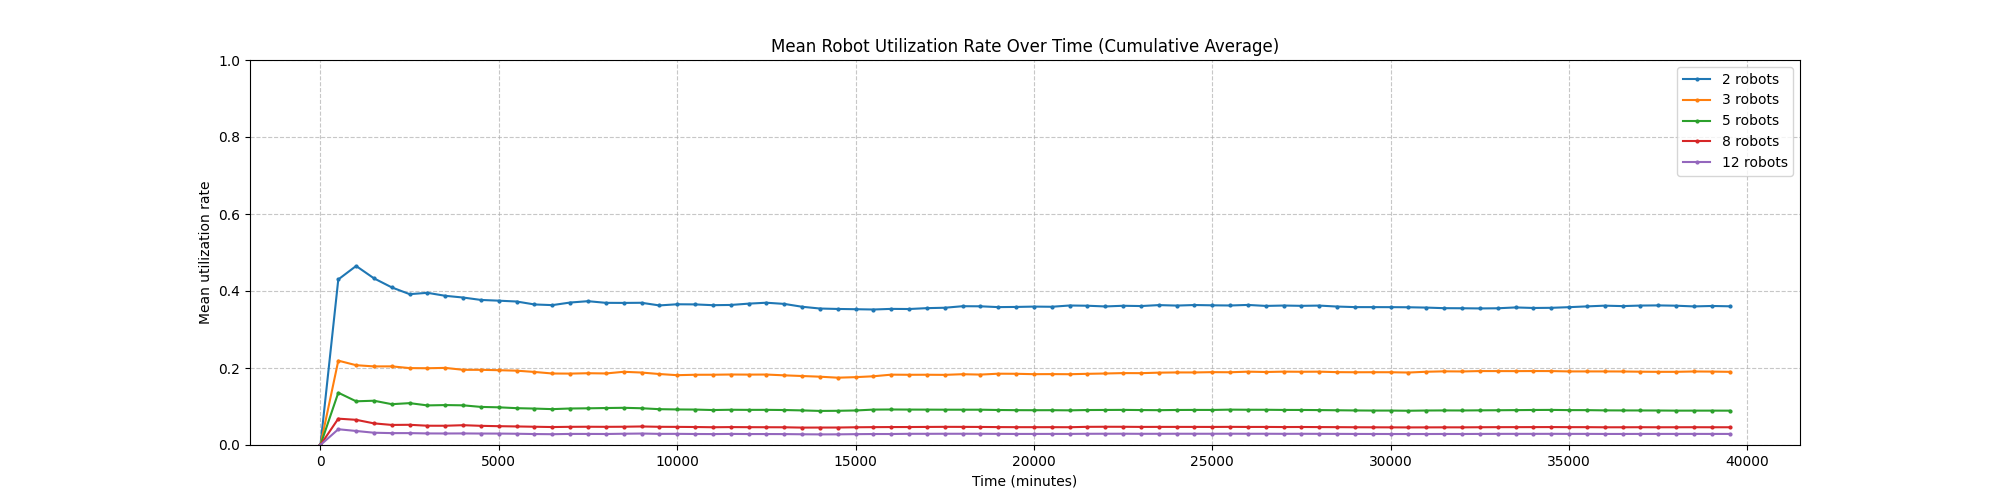 Mean Robot Utilization Rate Over Time (Cumulative Average)
1.0
0.8
0.6
0.4
0.2
0.0
Mean utilization rate
2 robots
3 robots
5 robots
8 robots
12 robots
0 5000 10000 15000 20000 25000 30000 35000 40000
Time (minutes)